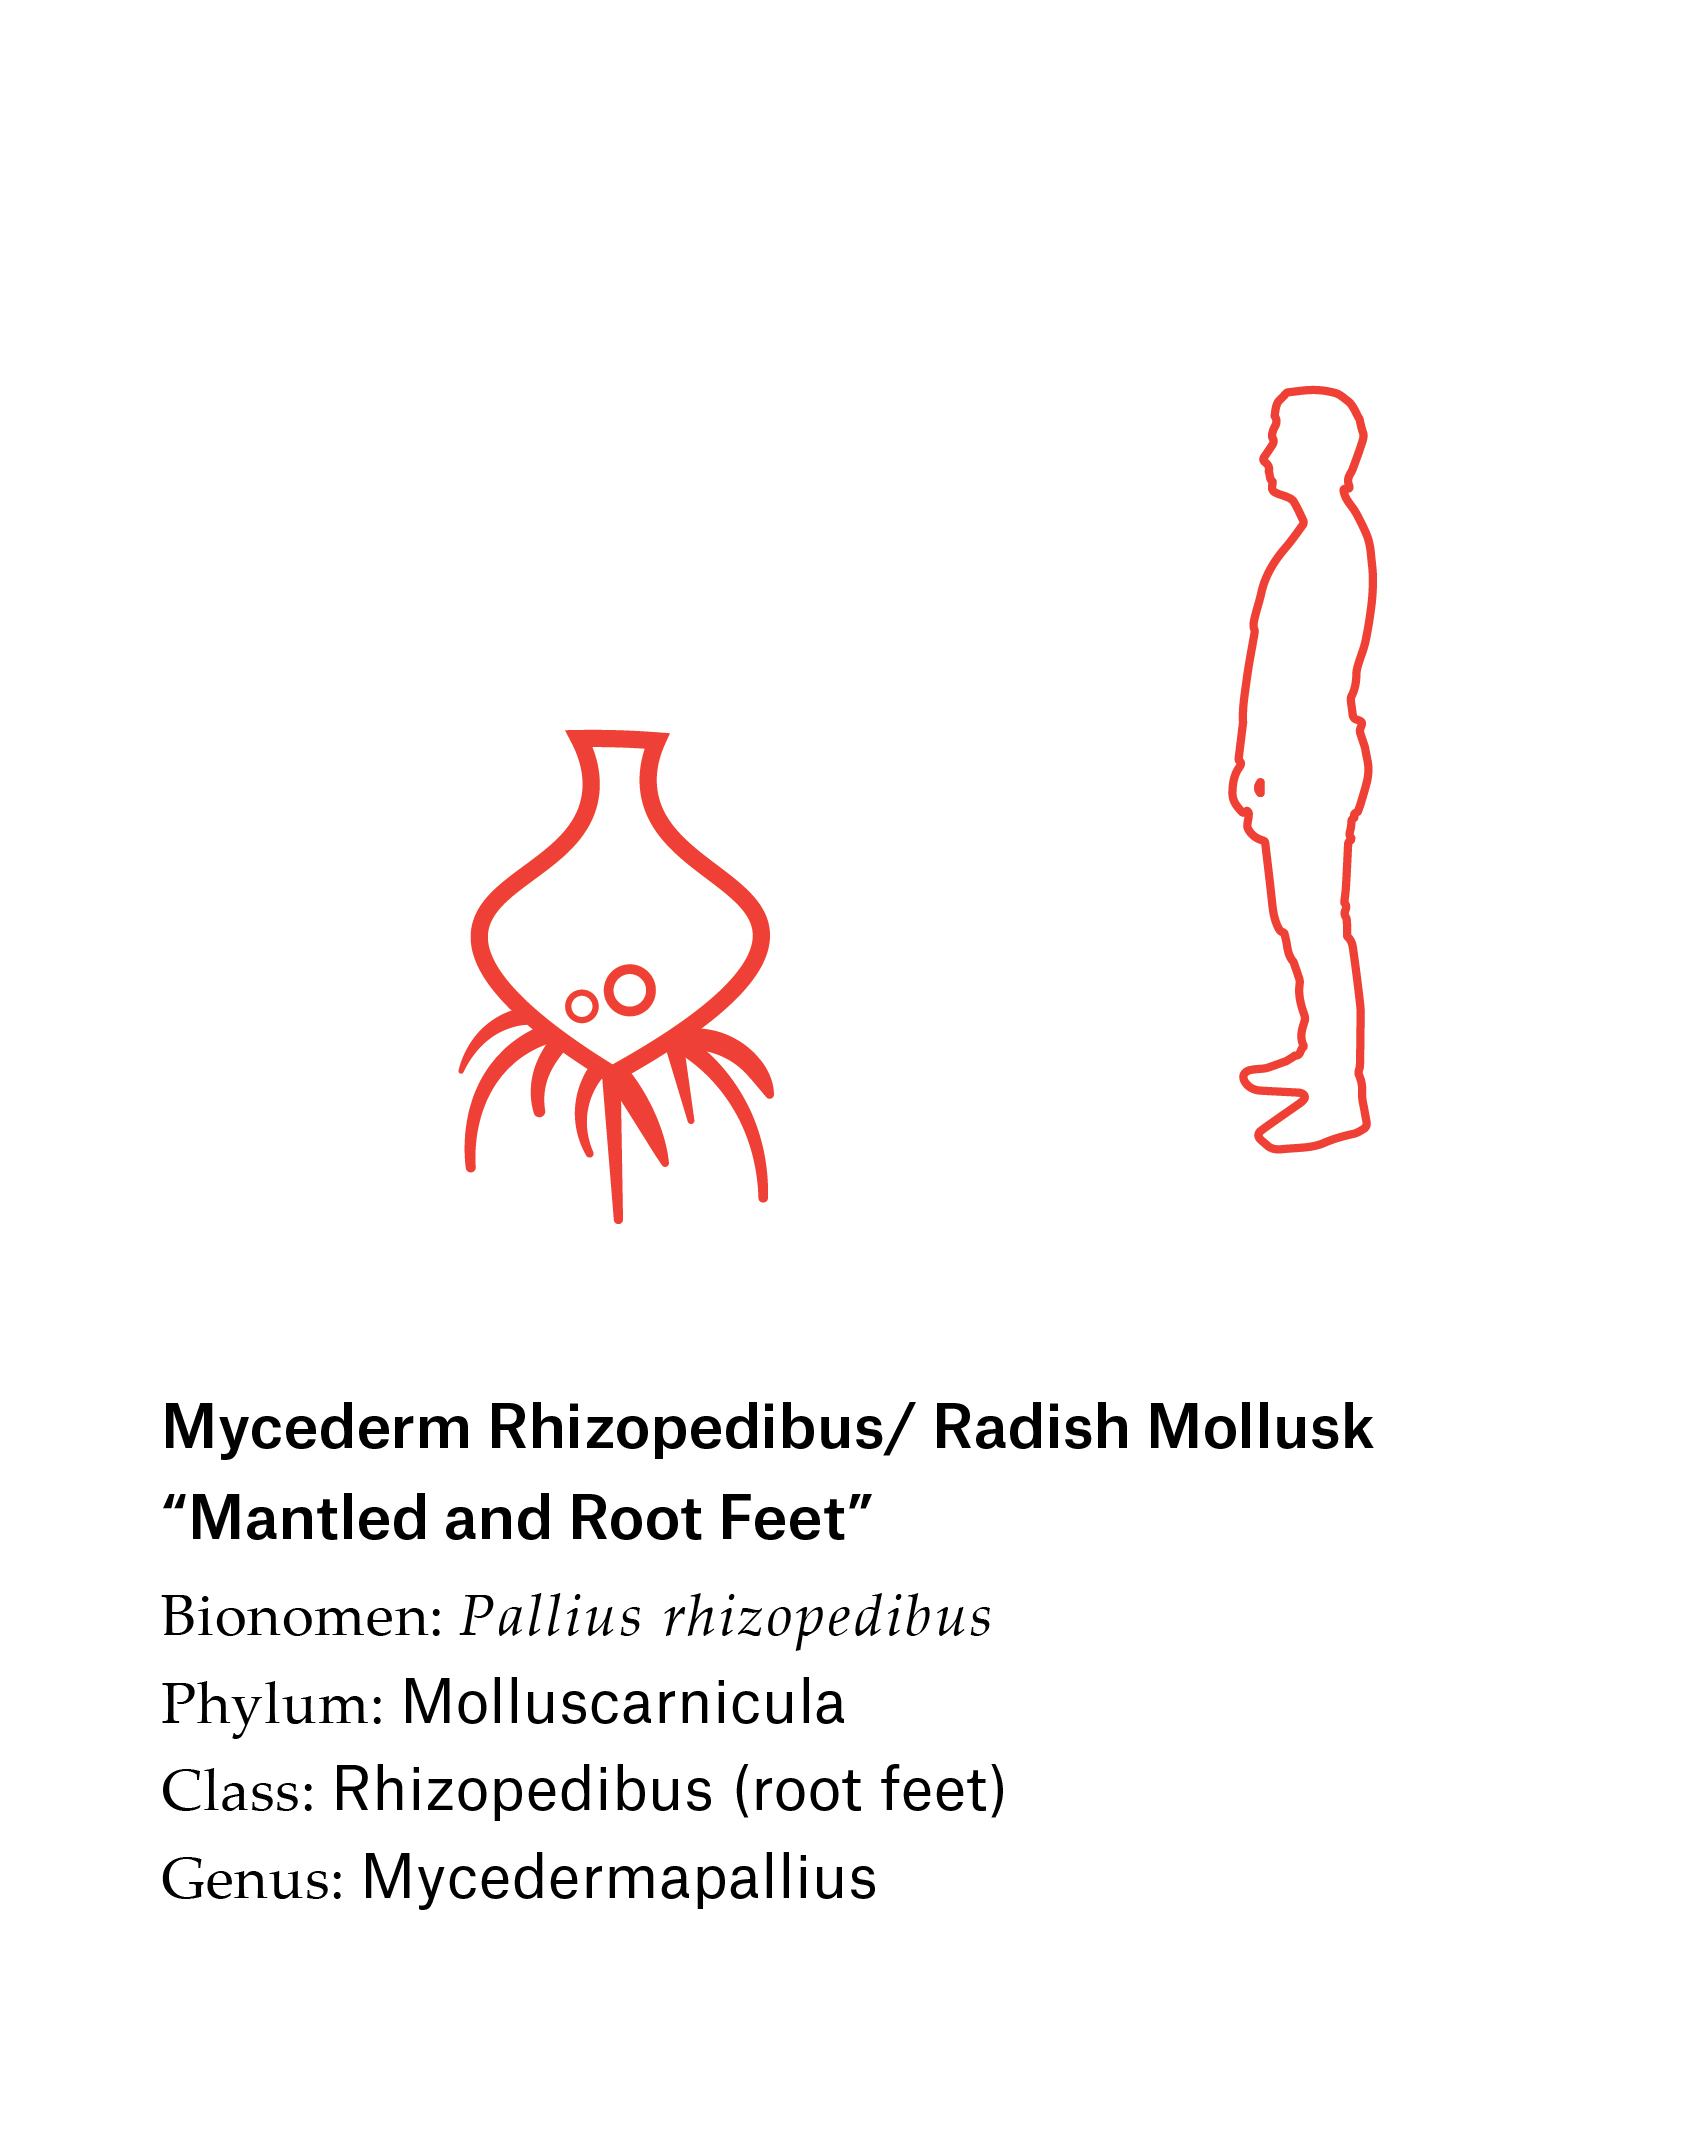 Mycederm Rhizopedibus/ Radish Mollusk
“Mantled and Root Feet”
Bionomen: Pallius rhizopedibus
Phylum: Molluscarnicula
Class: Rhizopedibus (root feet)
Genus: Mycedermapallius